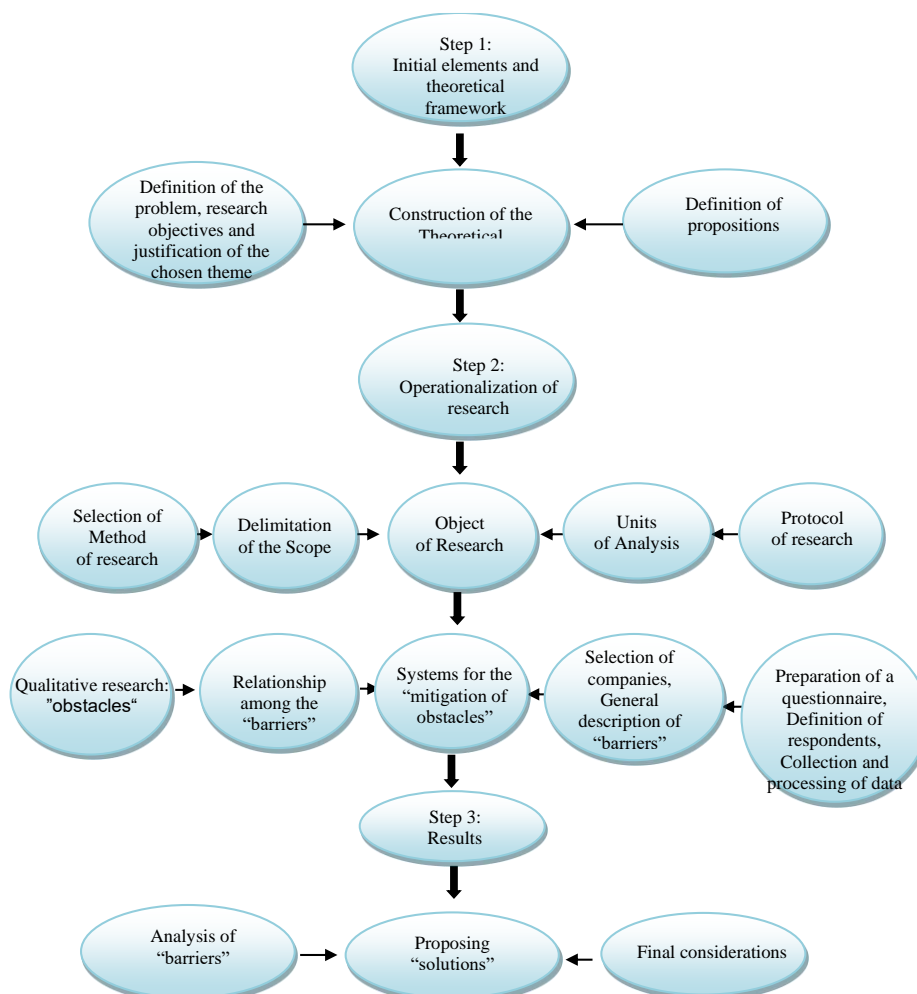 Step 1:
Initial elements and
theoretical
framework
Definition of the
problem, research
objectives and
justification of the
chosen theme
Construction of the
Theoretical
Definition of
propositions
Step 2:
Operationalization of
research
Selection of
Method
of research
Delimitation
of the Scope
Object
of Research
Units
of Analysis
Protocol
of research
Qualitative research:
”obstacles“
Relationship
among the
“barriers”
Systems for the
“mitigation of
obstacles”
Selection of
companies,
General
description of
“barriers”
Preparation of a
questionnaire,
Definition of
respondents,
Collection and
processing of data
Step 3:
Results
Analysis of
“barriers”
Proposing
“solutions”
Final considerations